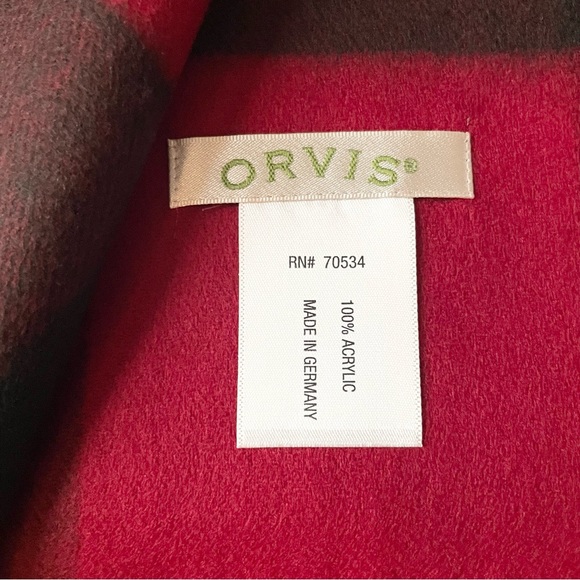 ORVIS®
RN# 70534
100% ACRYLIC
MADE IN GERMANY